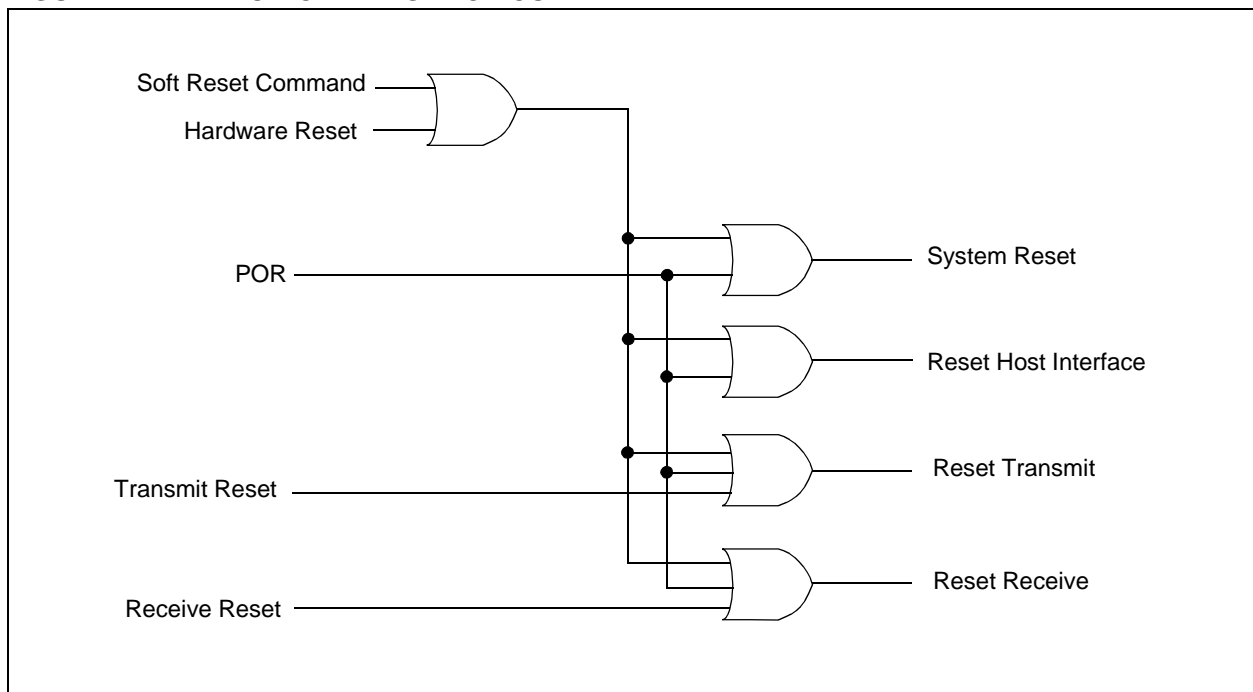 Soft Reset Command
Hardware Reset
System Reset
POR
Reset Host Interface
Reset Transmit
Transmit Reset
Reset Receive
Receive Reset